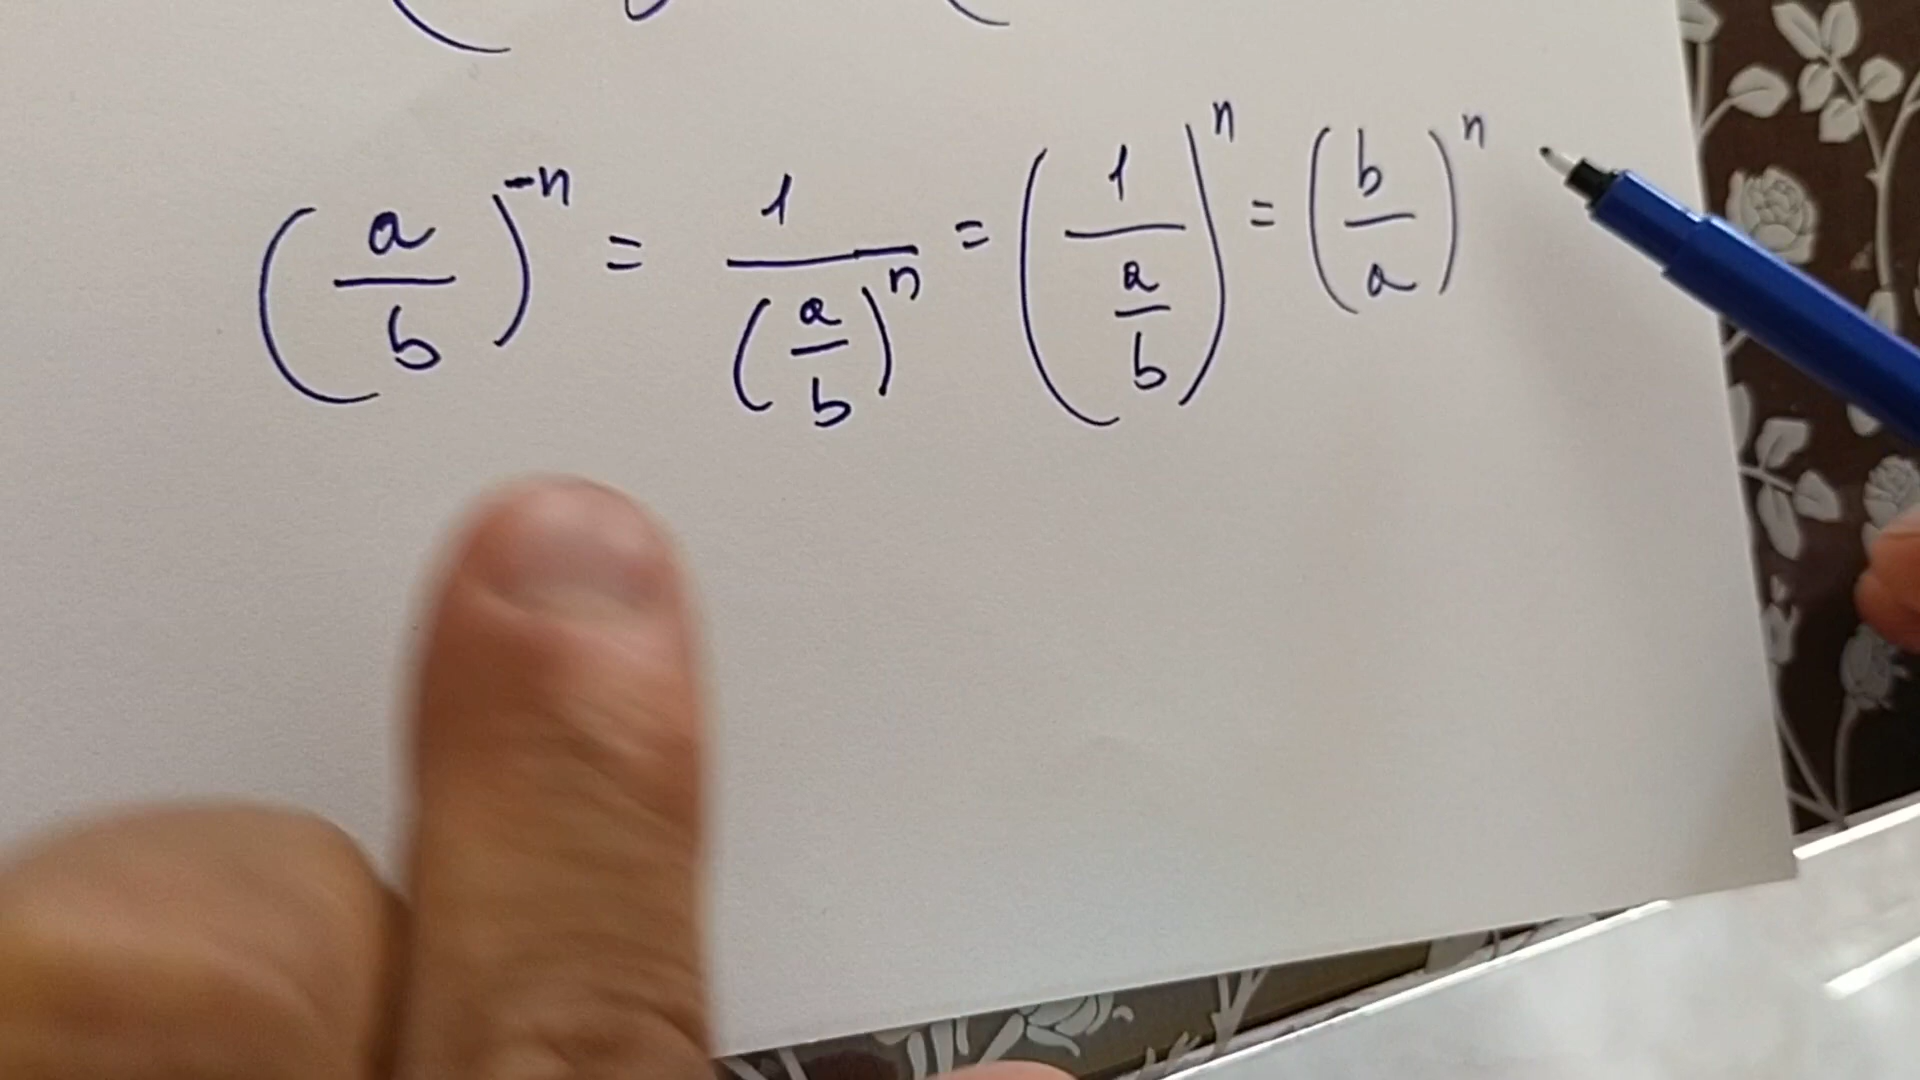 (a/b)^-n = 1/(a/b)^n = (1/(a/b))^n = (b/a)^n